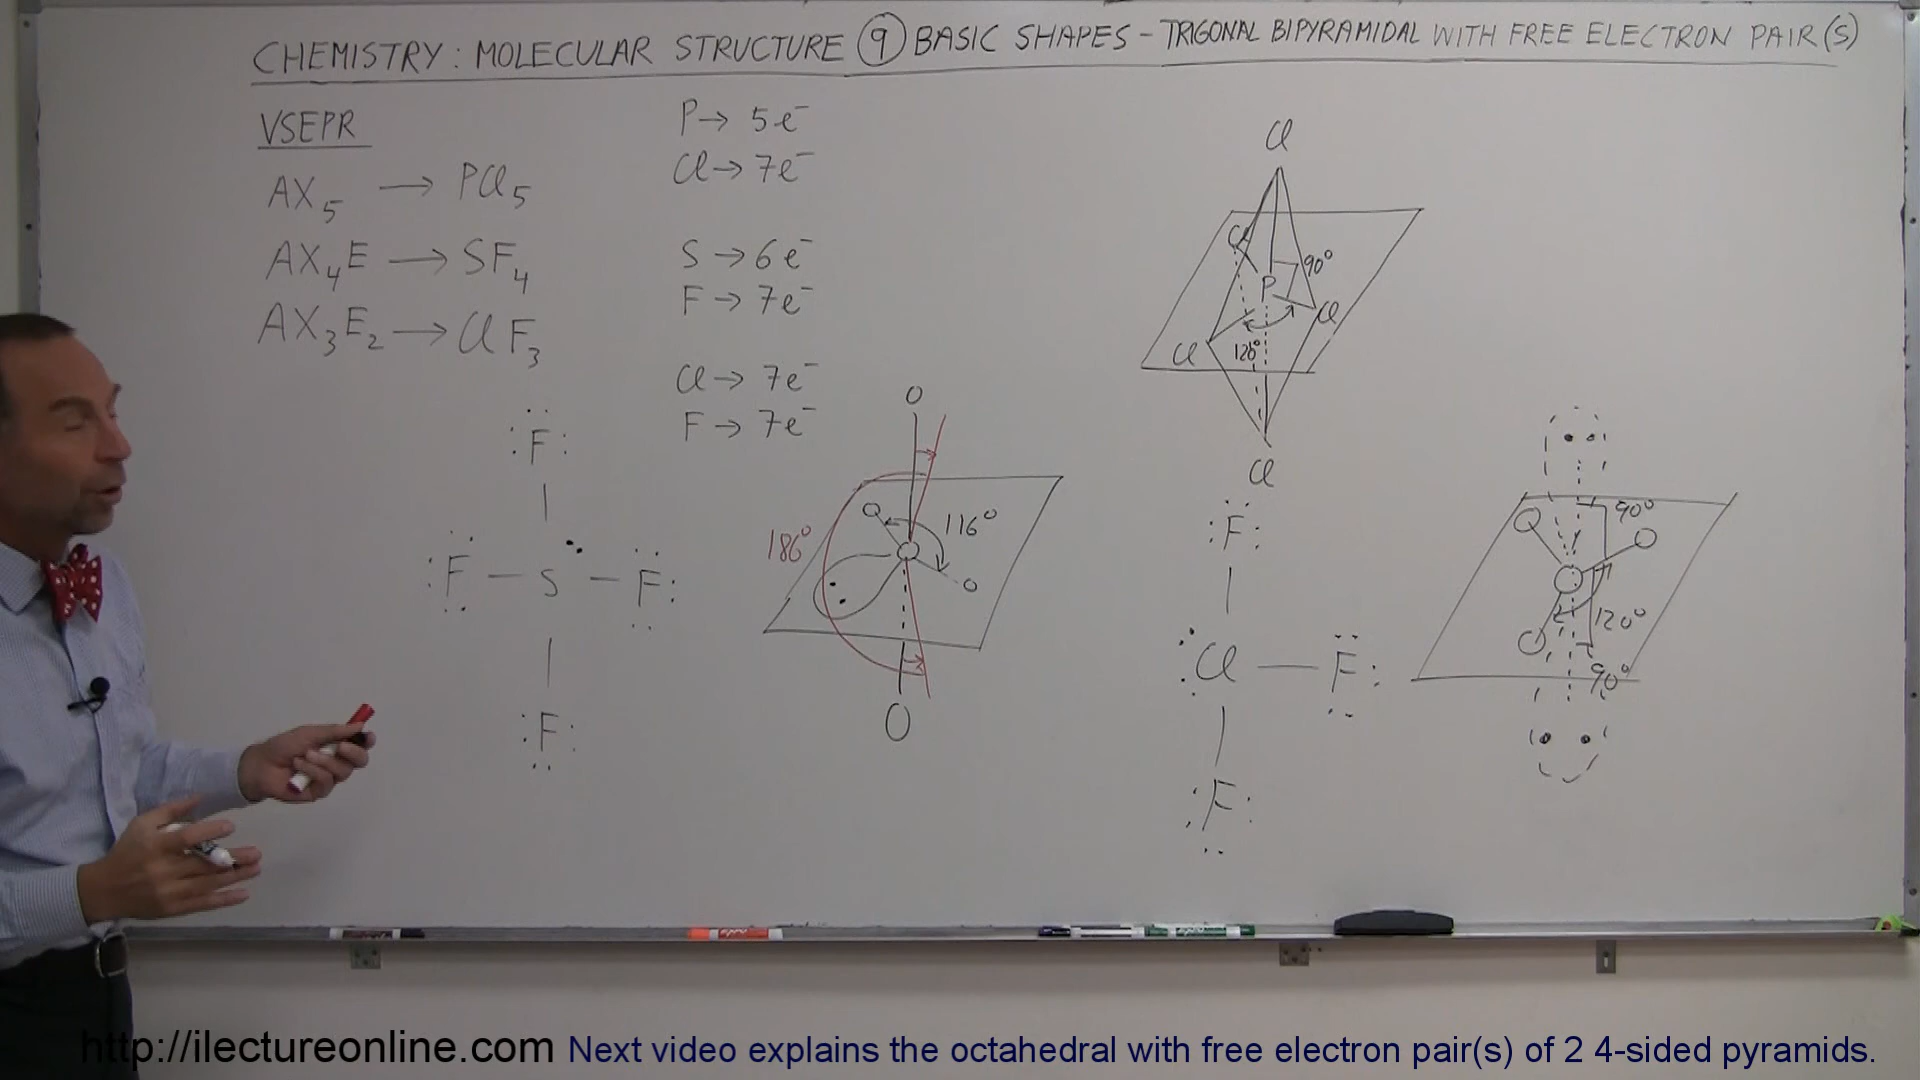 CHEMISTRY: MOLECULAR STRUCTURE ⑨ BASIC SHAPES - TRIGONAL BIPYRAMIDAL WITH FREE ELECTRON PAIR(S)
VSEPR
AX₅ → PCl₅
AX₄E → SF₄
AX₃E₂ → ClF₃
P → 5e⁻
Cl → 7e⁻
S → 6e⁻
F → 7e⁻
Cl → 7e⁻
F → 7e⁻
:F:
:F — S — F:
:F:
186°
116°
Cl
Cl
90°
P
Cl
Cl
120°
Cl
:F:
Cl — F:
:F:
90°
120°
90°
http://ilectureonline.com Next video explains the octahedral with free electron pair(s) of 2 4-sided pyramids.